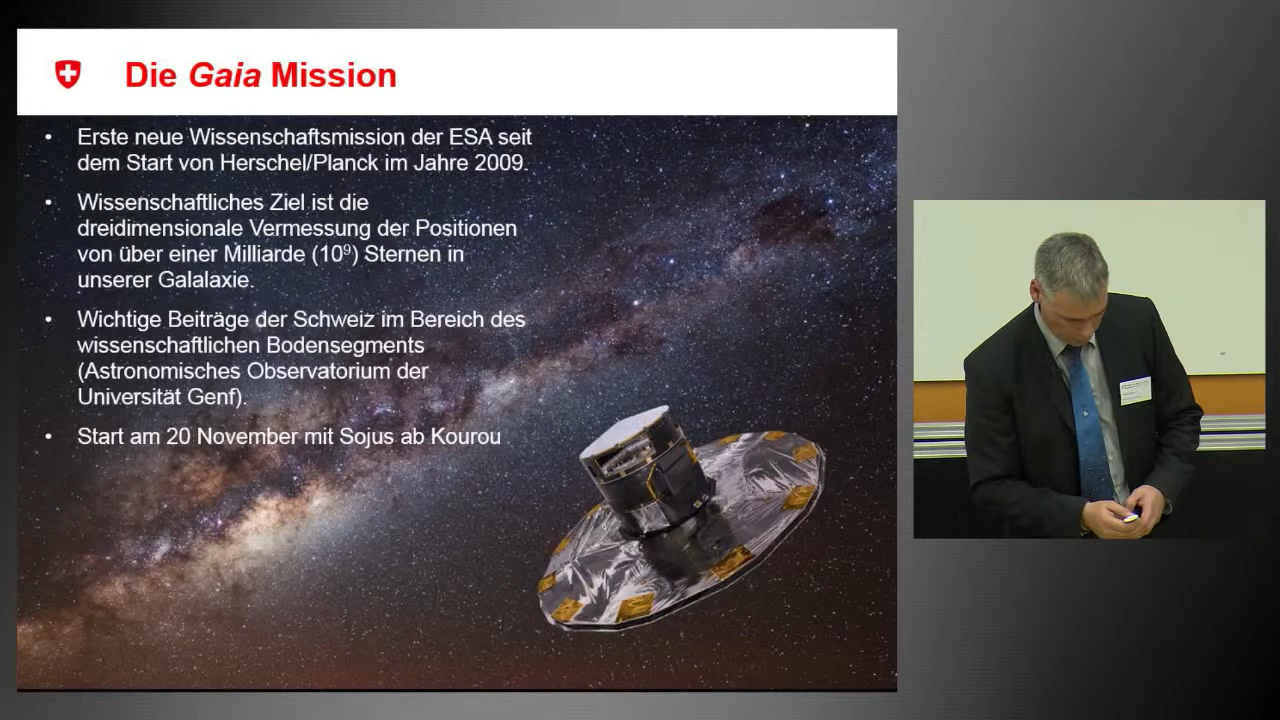 Die Gaia Mission
• Erste neue Wissenschaftsmission der ESA seit
dem Start von Herschel/Planck im Jahre 2009.
• Wissenschaftliches Ziel ist die
dreidimensionale Vermessung der Positionen
von über einer Milliarde (10⁹) Sternen in
unserer Galalaxie.
• Wichtige Beiträge der Schweiz im Bereich des
wissenschaftlichen Bodensegments
(Astronomisches Observatorium der
Universität Genf).
• Start am 20 November mit Sojus ab Kourou